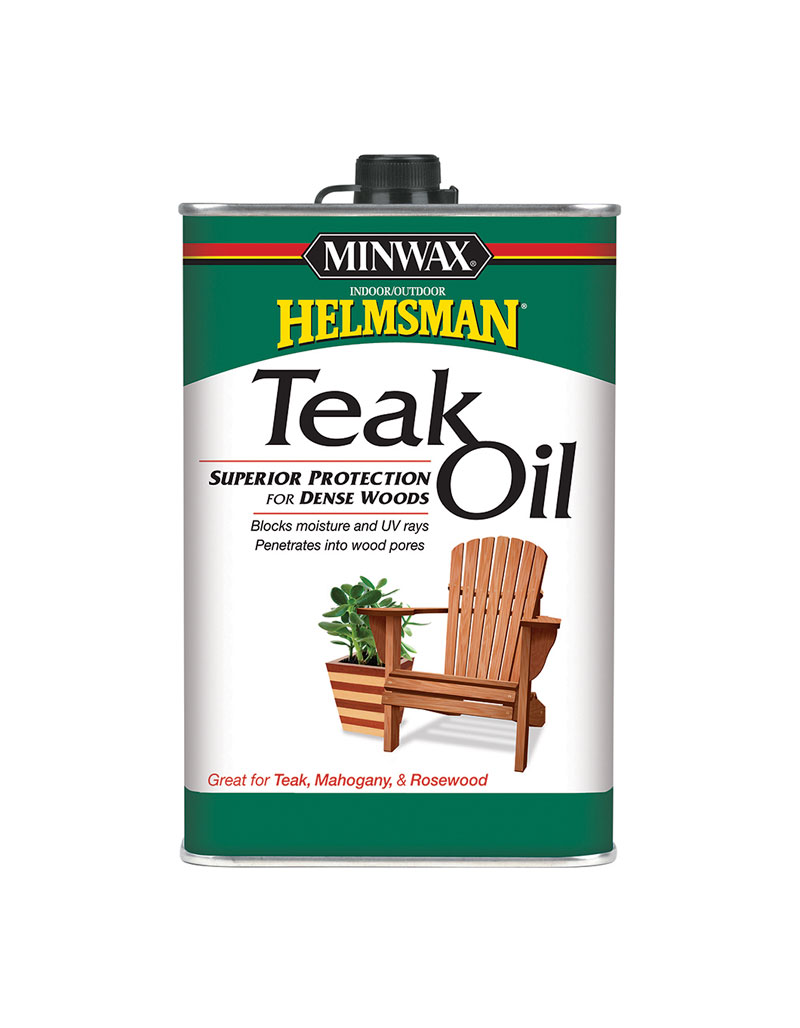 MINWAX®
INDOOR/OUTDOOR
HELMSMAN®
Teak
Oil
SUPERIOR PROTECTION
FOR DENSE WOODS
Blocks moisture and UV rays
Penetrates into wood pores
Great for Teak, Mahogany, & Rosewood